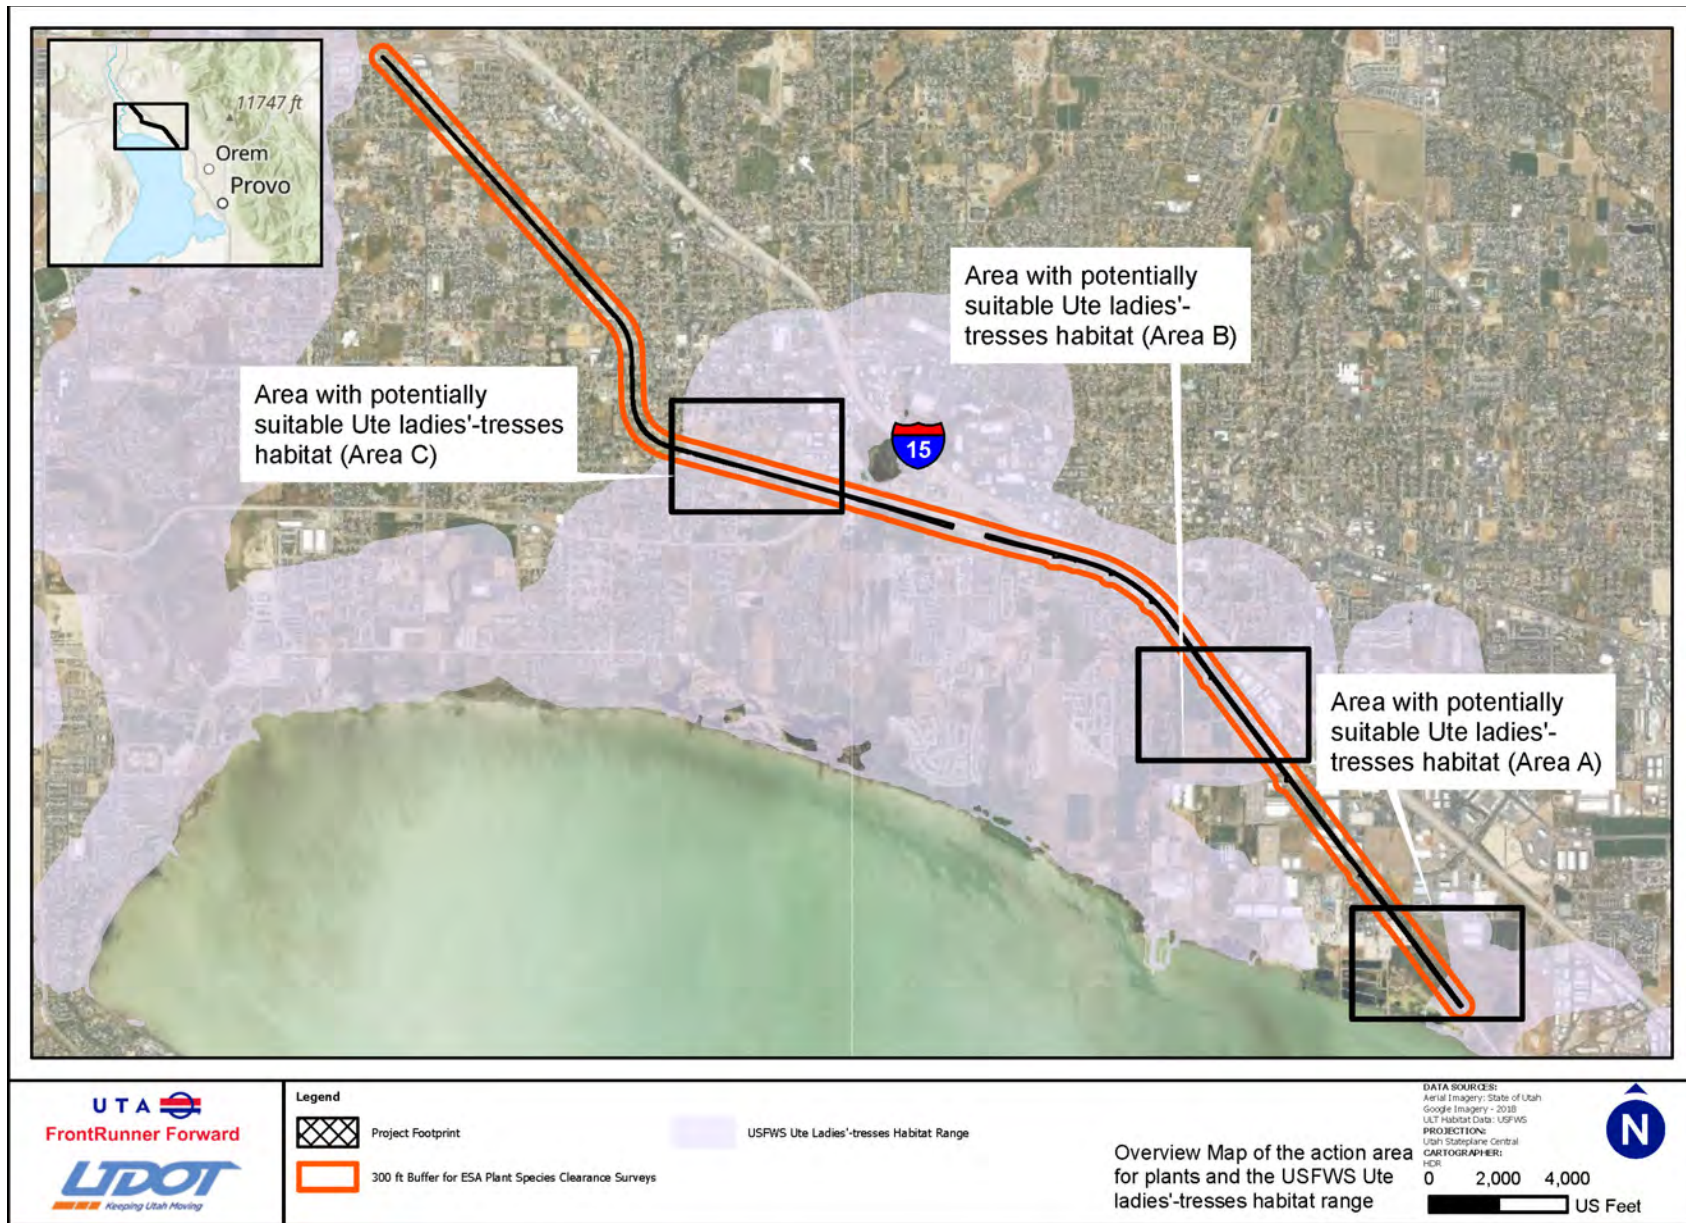 11747 ft
Orem
Provo
Area with potentially
suitable Ute ladies'-
tresses habitat (Area B)
Area with potentially
suitable Ute ladies'-tresses
habitat (Area C)
15
Area with potentially
suitable Ute ladies'-
tresses habitat (Area A)
UTA
FrontRunner Forward
UDOT
Keeping Utah Moving
Legend
Project Footprint
300 ft Buffer for ESA Plant Species Clearance Surveys
USFWS Ute Ladies'-tresses Habitat Range
Overview Map of the action area
for plants and the USFWS Ute
ladies'-tresses habitat range
DATA SOURCES:
Aerial Imagery: State of Utah
Google Imagery - 2018
ULT Habitat Data: USFWS
PROJECTION:
Utah Stateplane Central
CARTOGRAPHER:
HDR
N
0 2,000 4,000
US Feet